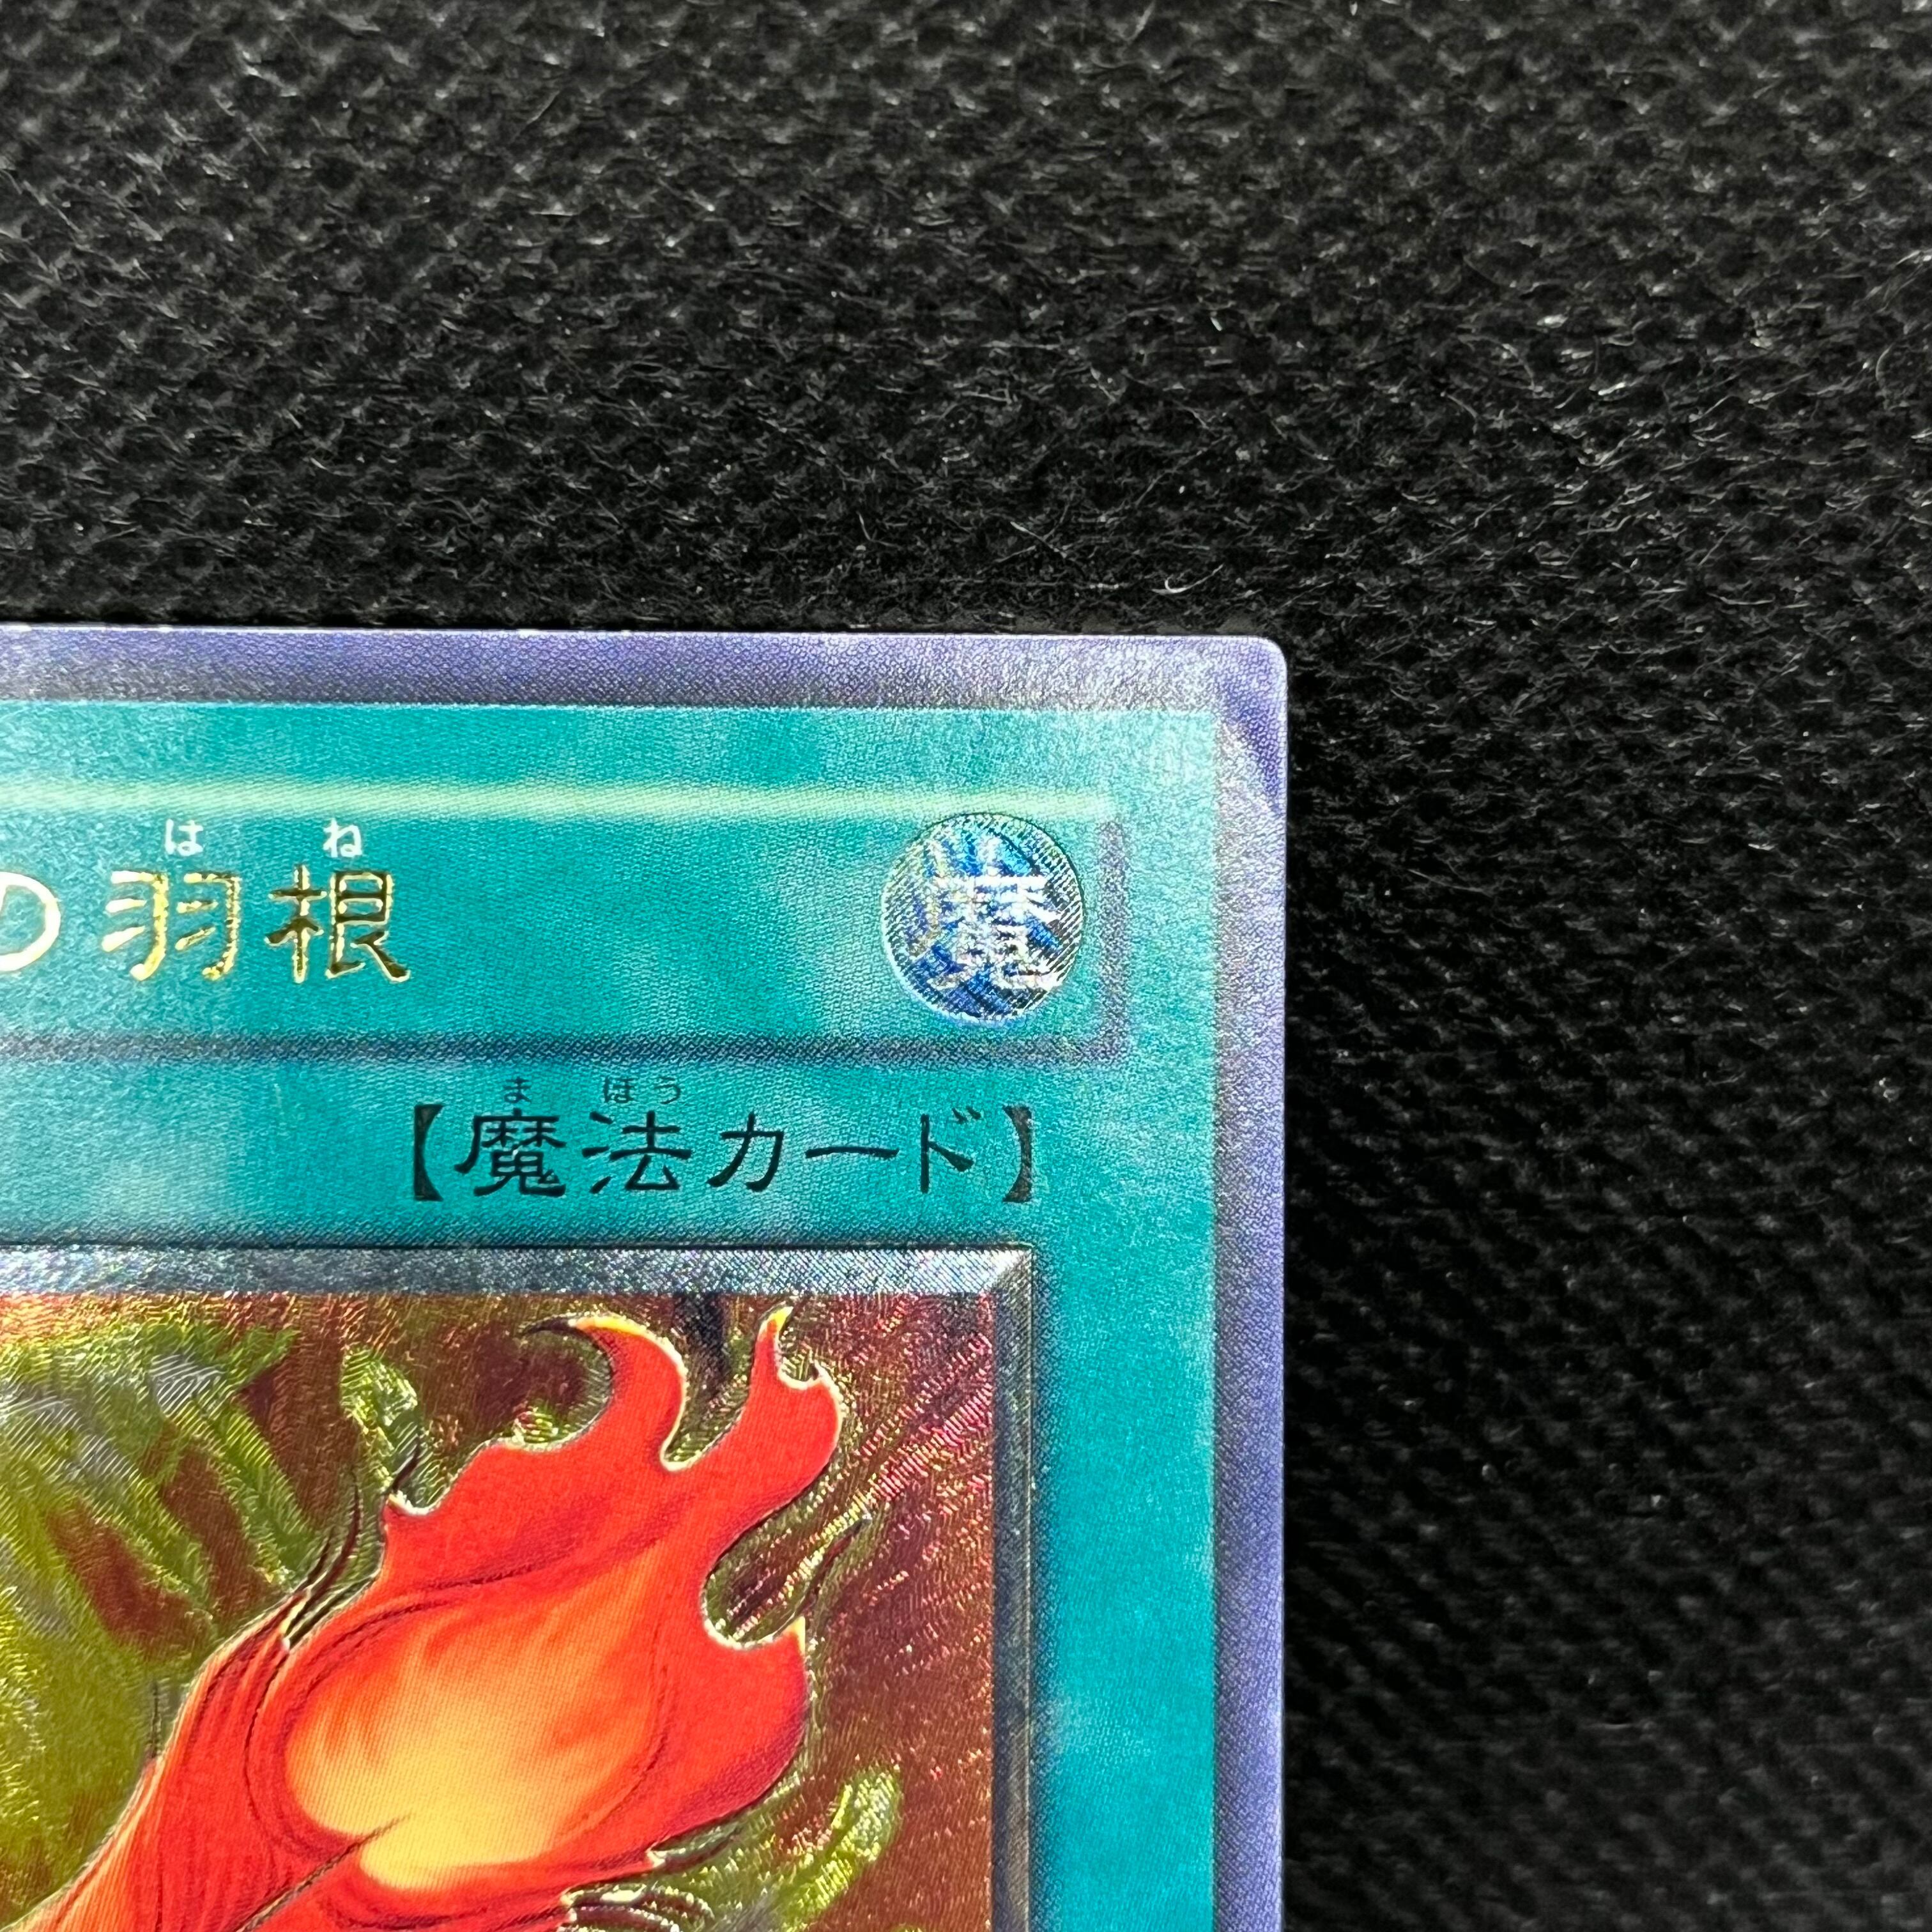 の羽根
はね
魔
まほう
【魔法カード】